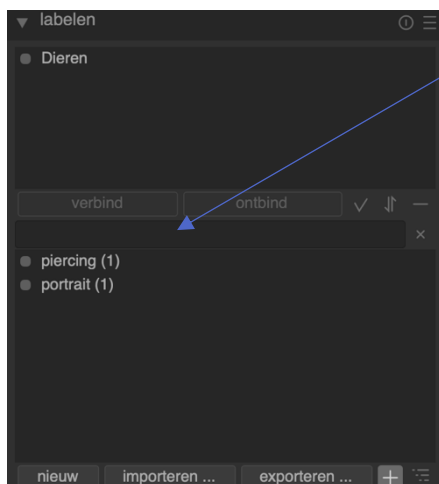 labelen
Dieren
verbind ontbind
piercing (1)
portrait (1)
nieuw importeren ... exporteren ...